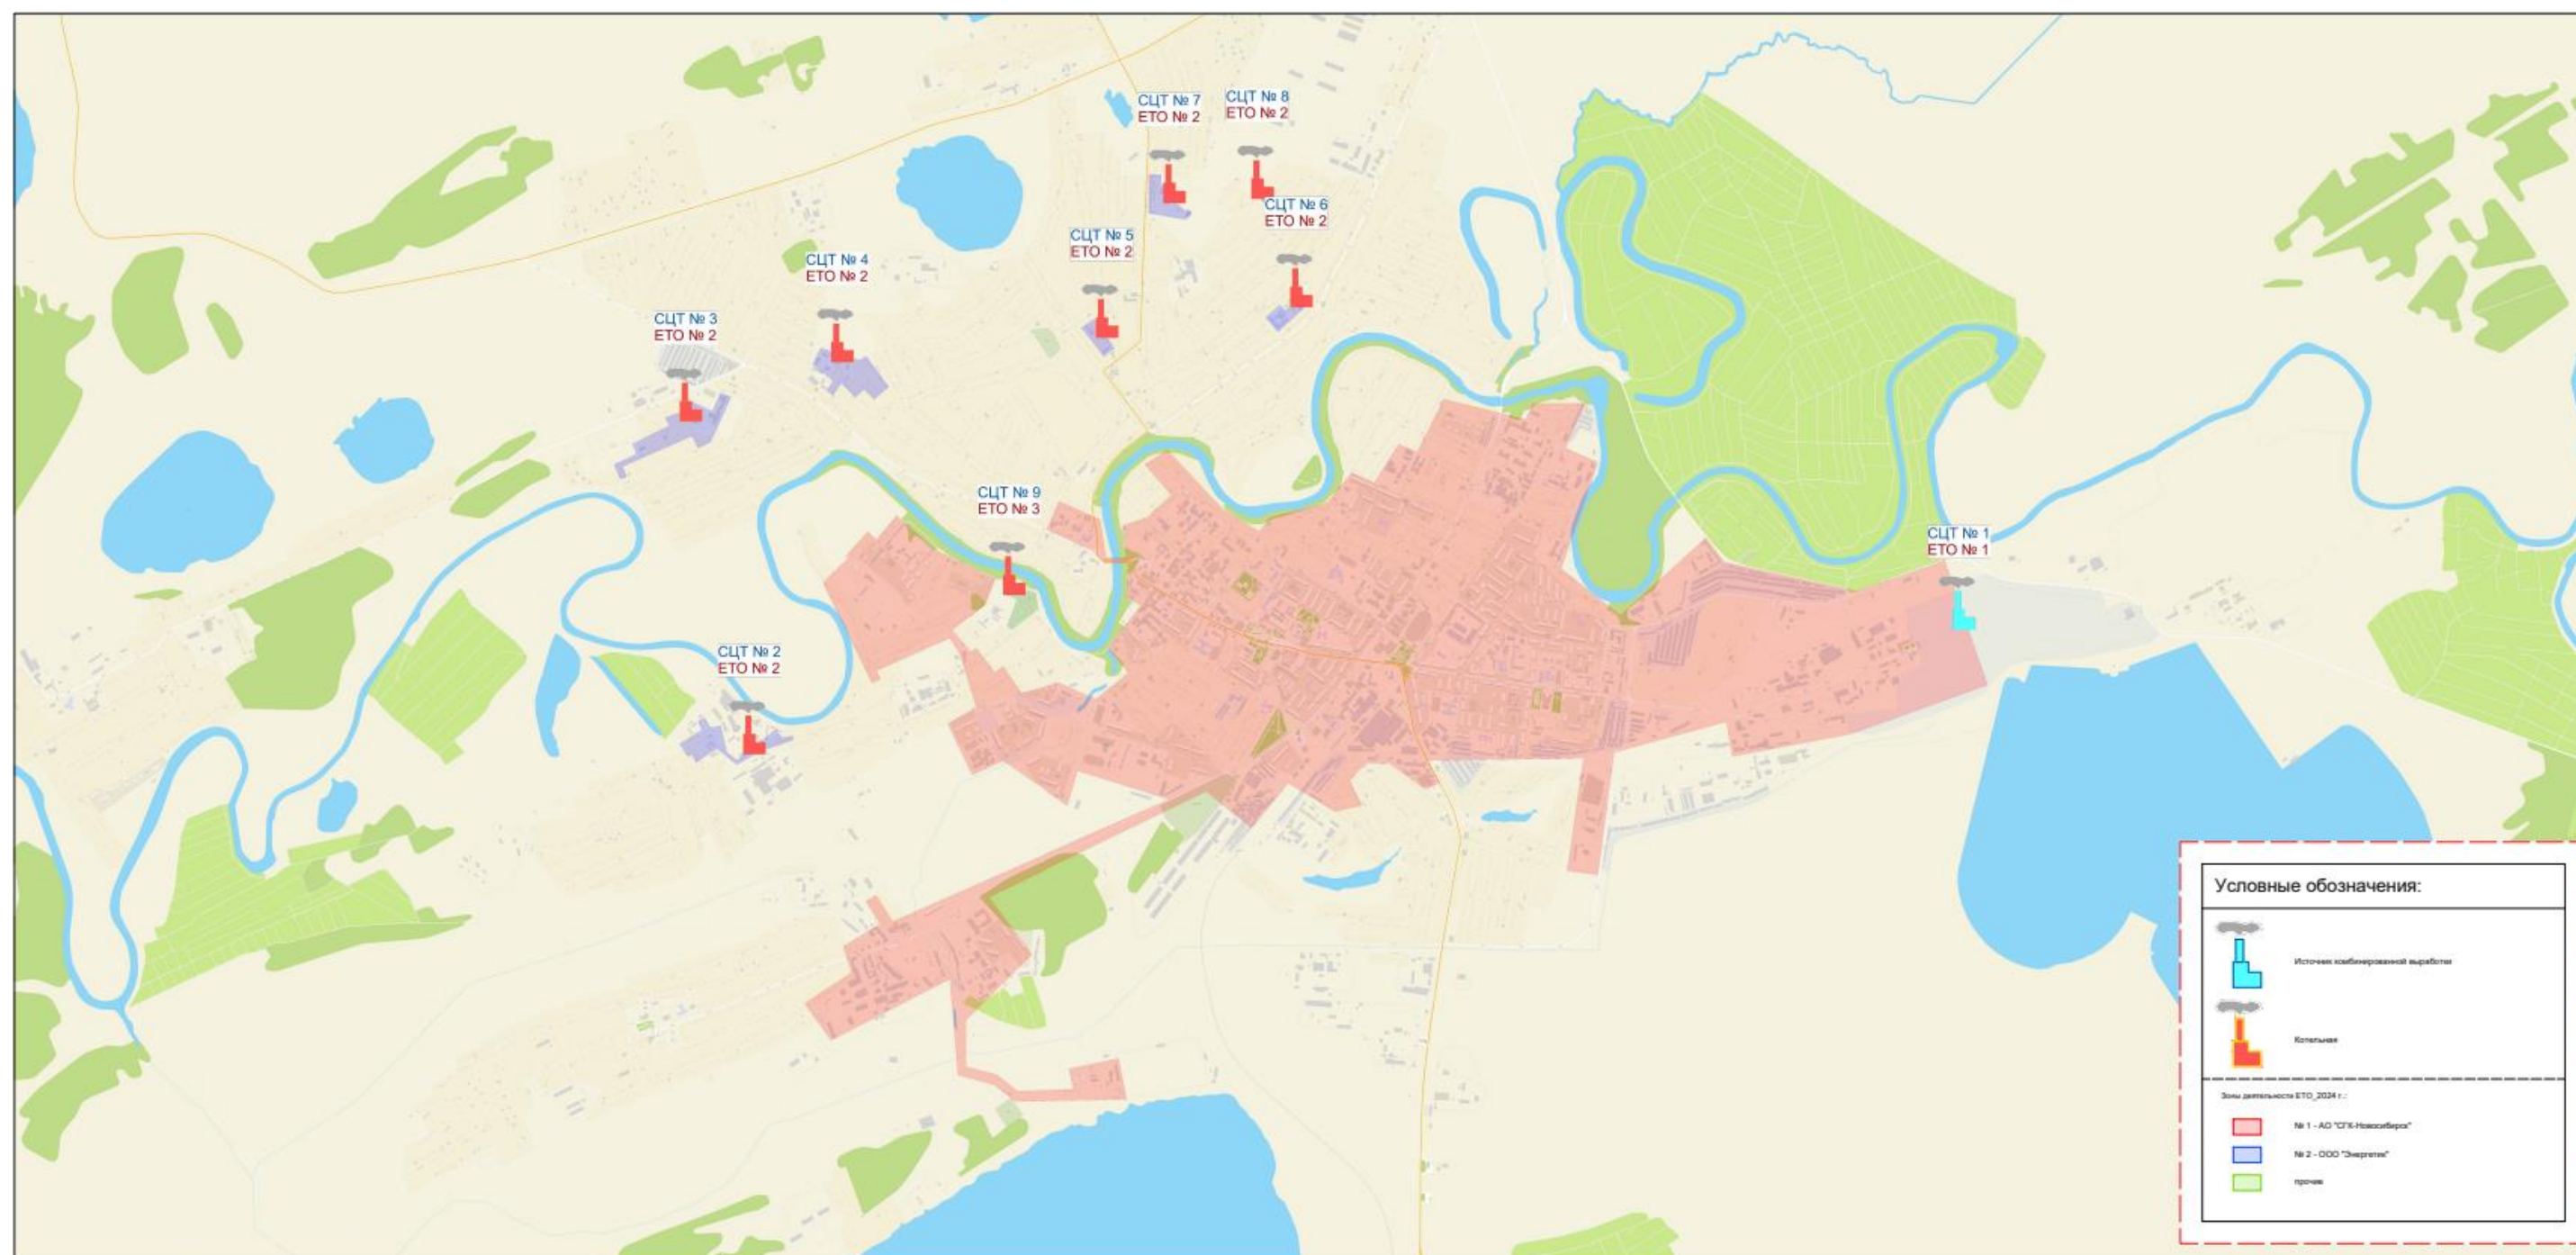 СЦТ № 7
ЕТО № 2
СЦТ № 8
ЕТО № 2
СЦТ № 6
ЕТО № 2
СЦТ № 5
ЕТО № 2
СЦТ № 4
ЕТО № 2
СЦТ № 3
ЕТО № 2
СЦТ № 9
ЕТО № 3
СЦТ № 1
ЕТО № 1
СЦТ № 2
ЕТО № 2
Условные обозначения:
Источник комбинированной выработки
Котельная
Зоны деятельности ЕТО_2024 г.:
№ 1 - АО "СГК-Новосибирск"
№ 2 - ООО "Энергетик"
прочие